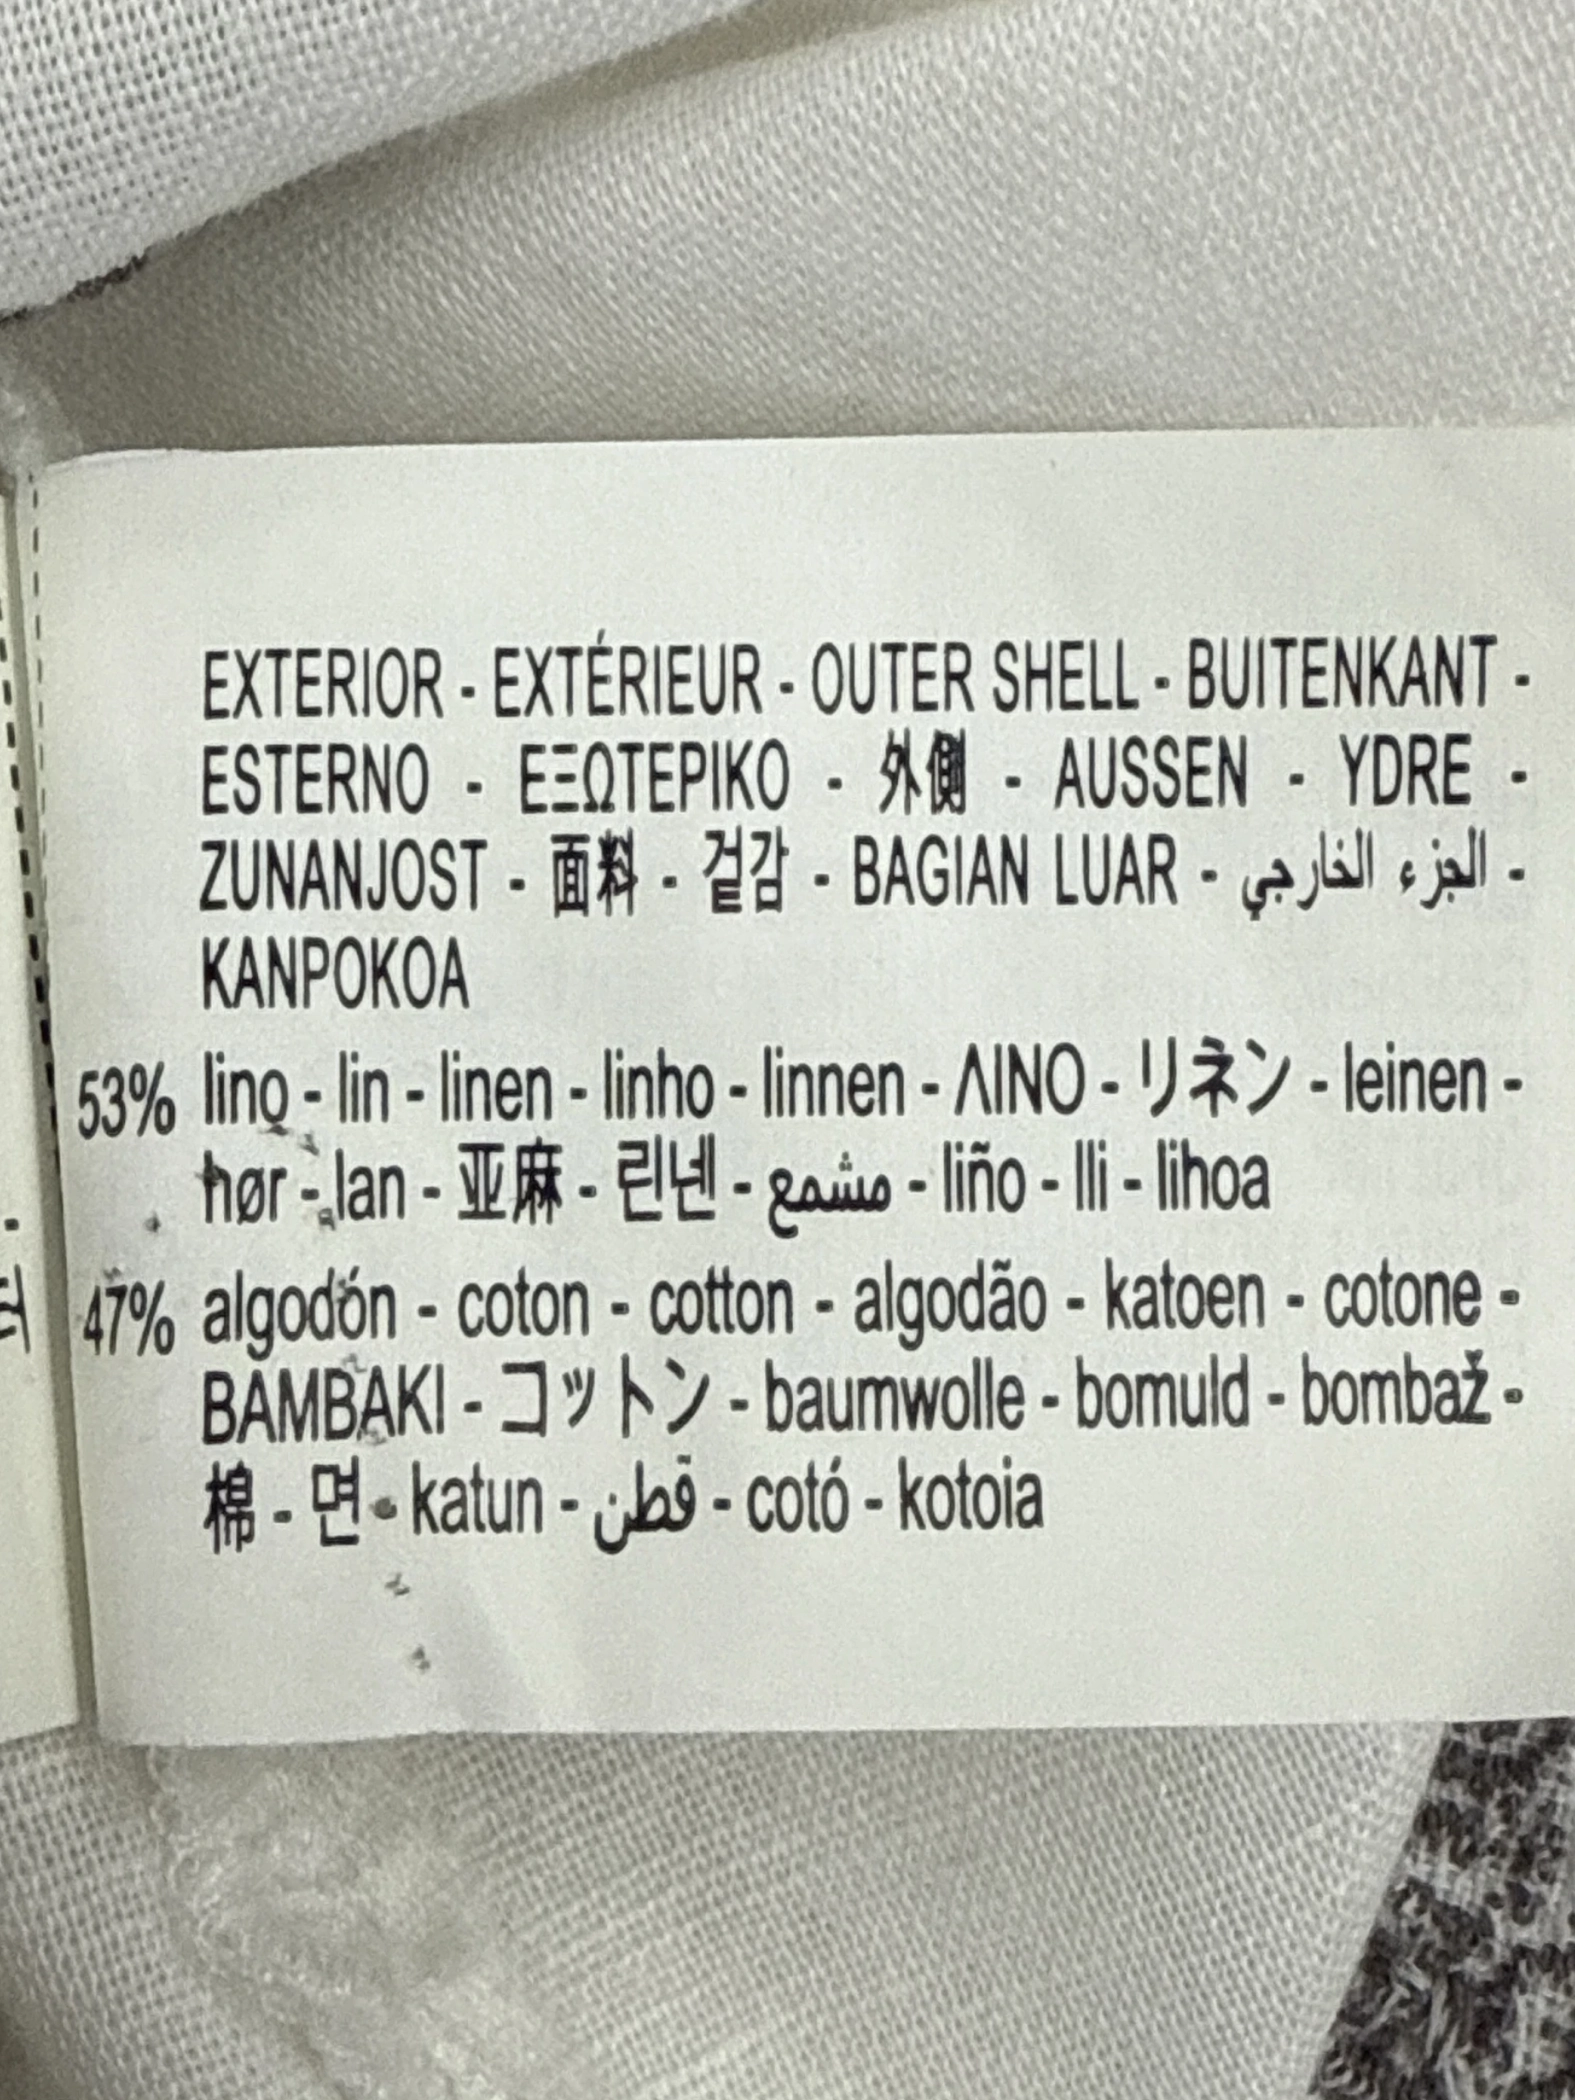 EXTERIOR - EXTÉRIEUR - OUTER SHELL - BUITENKANT -
ESTERNO - ΕΞΩΤΕΡΙΚΟ - 外側 - AUSSEN - YDRE -
ZUNANJOST - 面料 - 겉감 - BAGIAN LUAR - الجزء الخارجي -
KANPOKOA
53% lino - lin - linen - linho - linnen - ΛΙΝΟ - リネン - leinen -
hør - lan - 亚麻 - 린넨 - مشمع - liño - lli - lihoa
47% algodón - coton - cotton - algodão - katoen - cotone -
BAMBAKI - コットン - baumwolle - bomuld - bombaž -
棉 - 면 - katun - قطن - cotó - kotoia